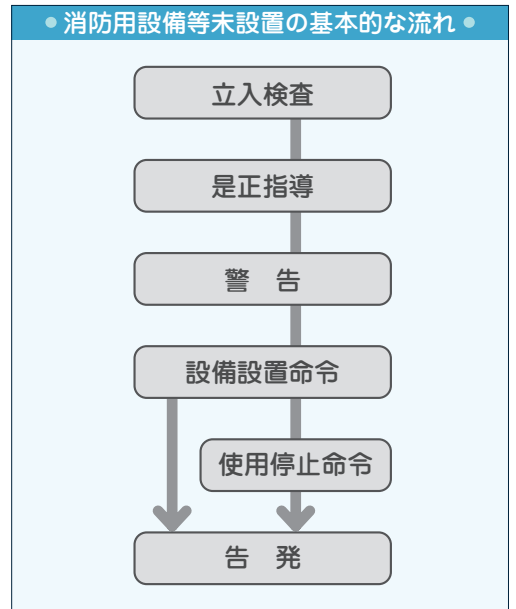 ●消防用設備等未設置の基本的な流れ●
立入検査
是正指導
警　告
設備設置命令
使用停止命令
告　発